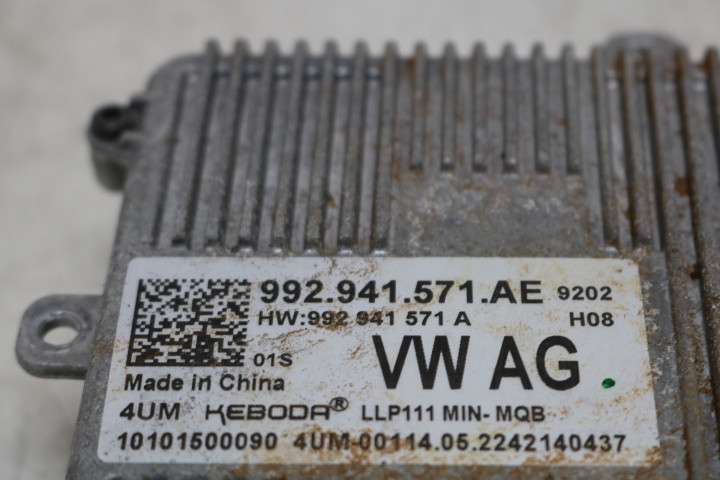 992.941.571.AE 9202
HW:992 941 571 A H08
01S
VW AG
Made in China
4UM KEBODA® LLP111 MIN- MQB
10101500090 4UM-00114.05.2242140437